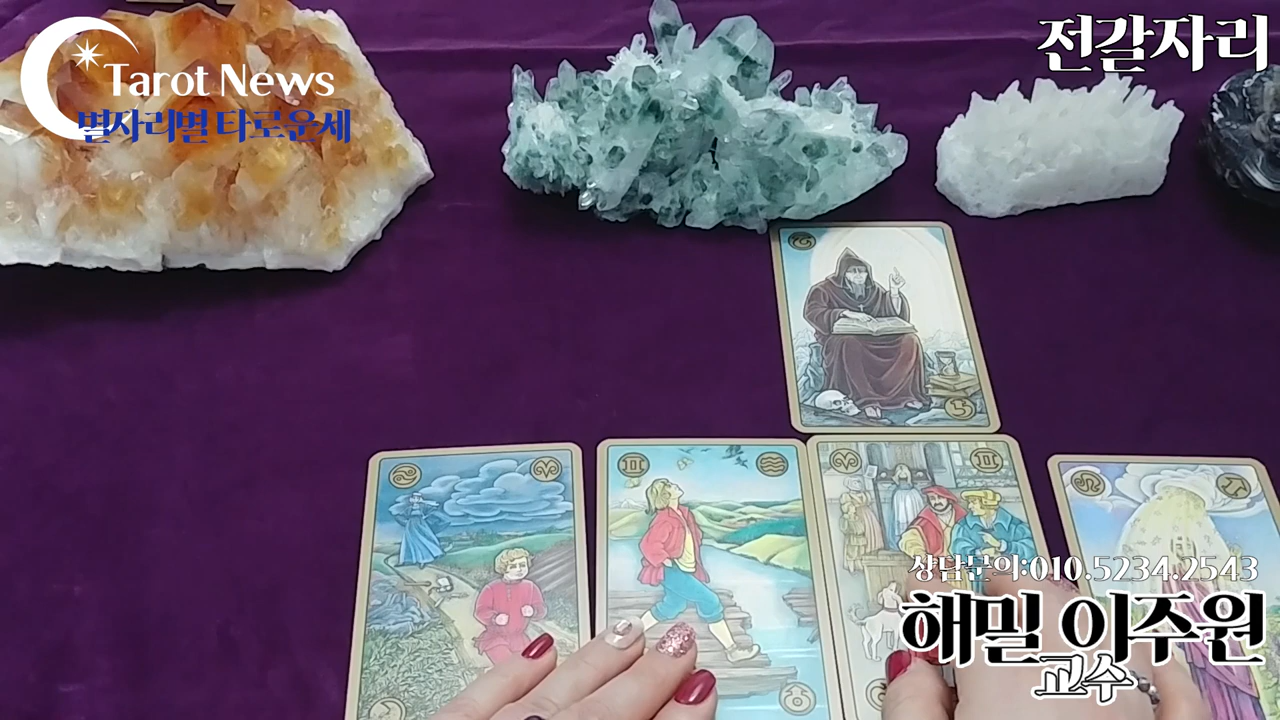 Tarot News
별자리별 타로운세
전갈자리
상담문의:010.5234.2543
해밀 이주원
교수